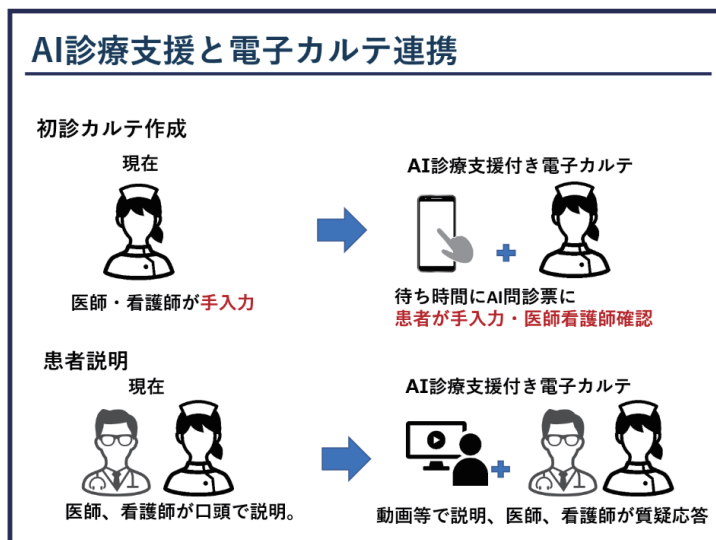 AI診療支援と電子カルテ連携
初診カルテ作成
現在
AI診療支援付き電子カルテ
医師・看護師が手入力
待ち時間にAI問診票に
患者が手入力・医師看護師確認
患者説明
現在
AI診療支援付き電子カルテ
医師、看護師が口頭で説明。
動画等で説明、医師、看護師が質疑応答